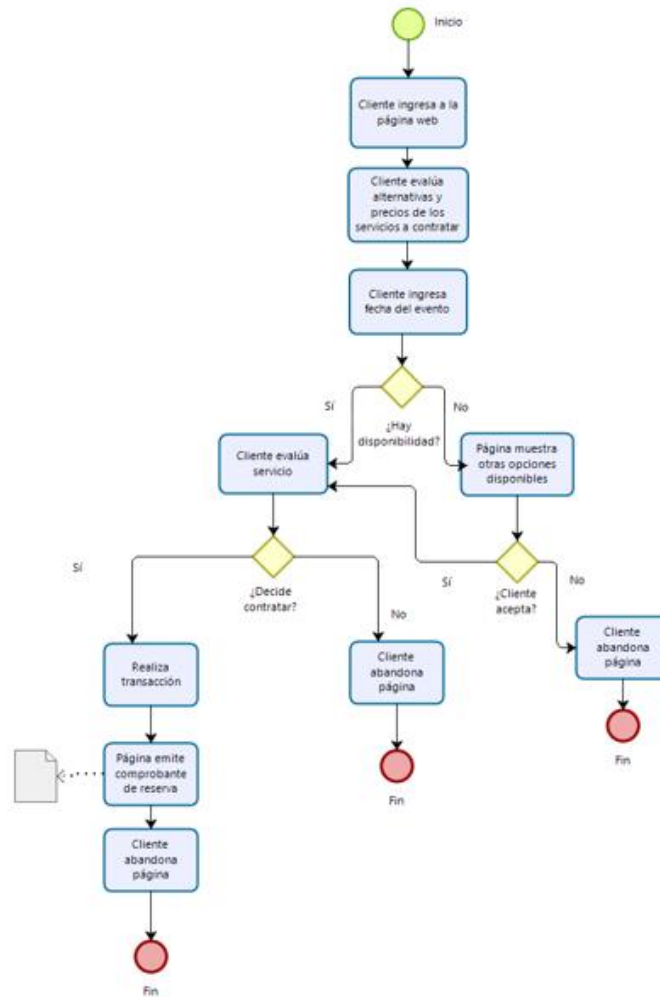 Inicio
Cliente ingresa a la
página web
Cliente evalúa
alternativas y
precios de los
servicios a contratar
Cliente ingresa
fecha del evento
Sí
No
¿Hay
disponibilidad?
Cliente evalúa
servicio
Página muestra
otras opciones
disponibles
Sí
¿Decide
contratar?
No
Sí
¿Cliente
acepta?
No
Realiza
transacción
Cliente
abandona
página
Cliente
abandona
página
Página emite
comprobante
de reserva
Fin
Fin
Cliente
abandona
página
Fin